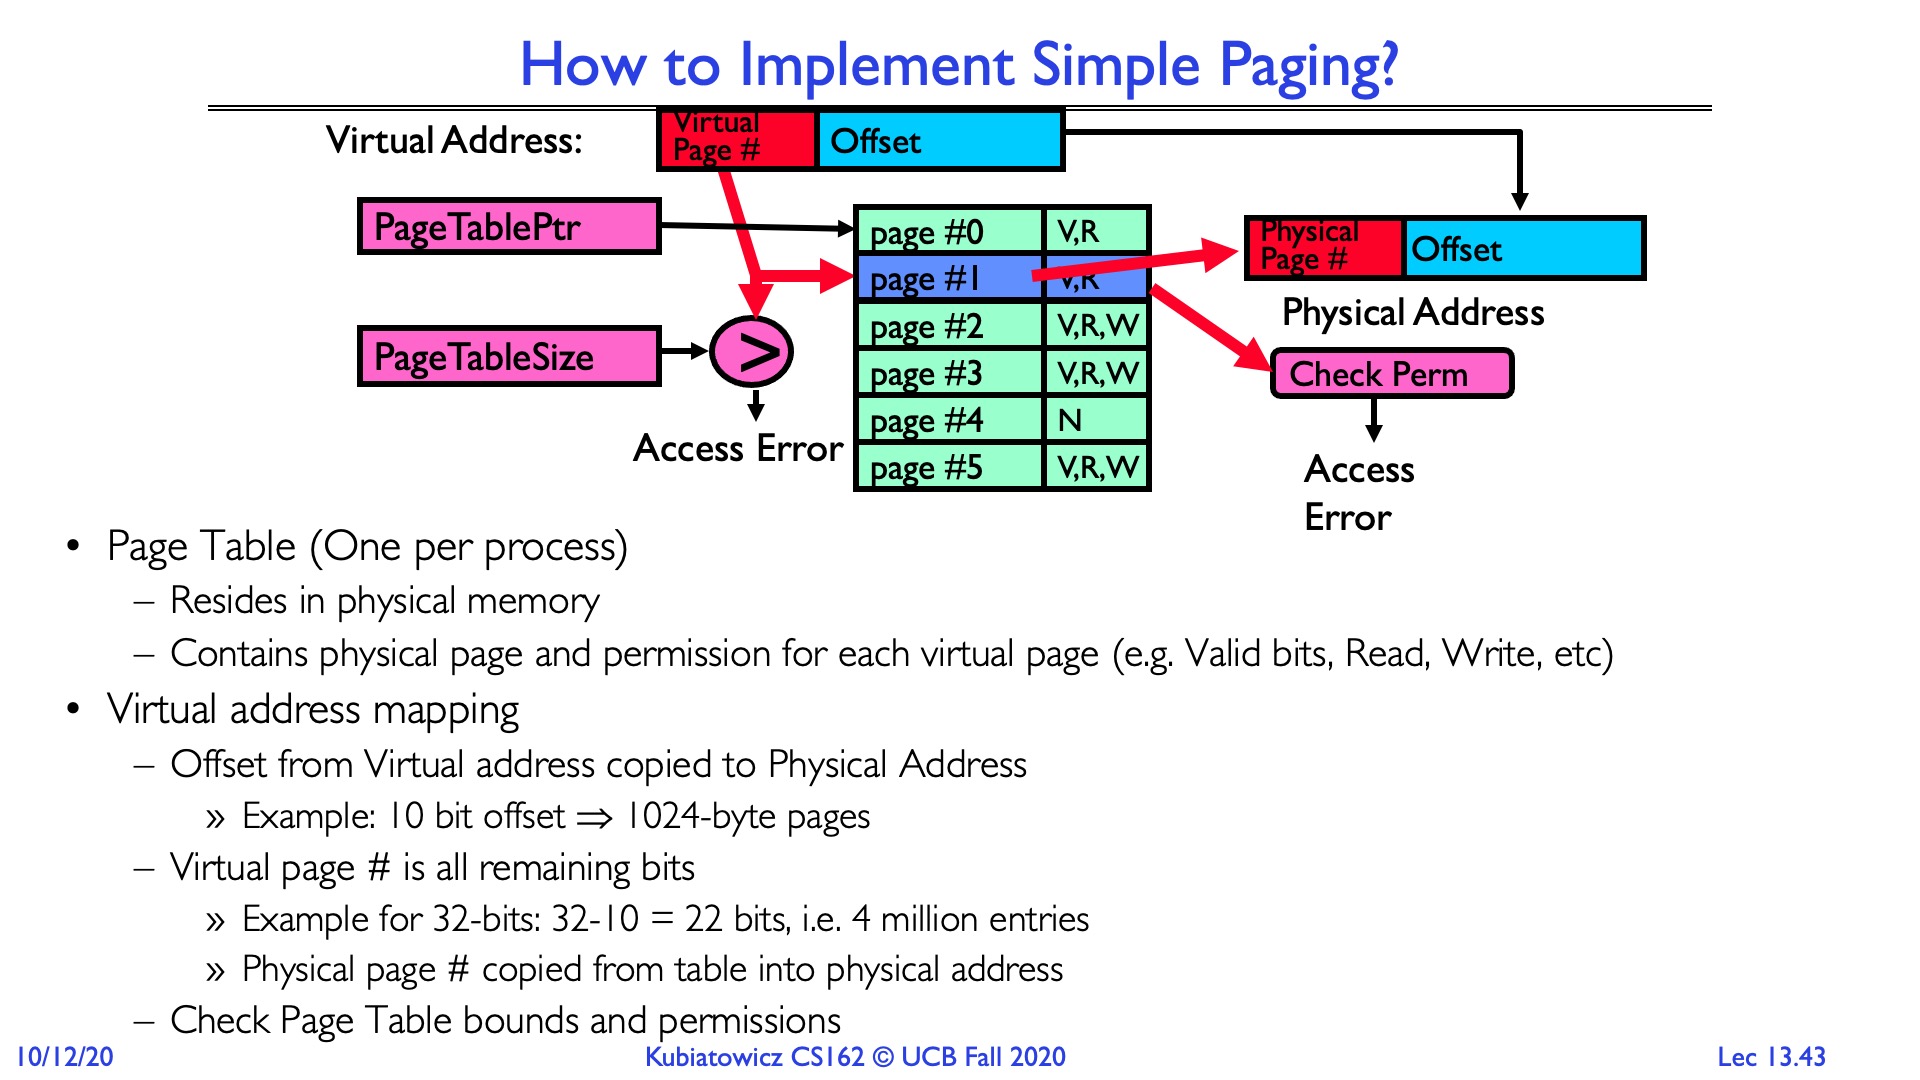 How to Implement Simple Paging?
Virtual Address:
Virtual
Page #
Offset
PageTablePtr
PageTableSize
>
Access Error
page #0 V,R
page #1 V,R
page #2 V,R,W
page #3 V,R,W
page #4 N
page #5 V,R,W
Physical
Page #
Offset
Physical Address
Check Perm
Access
Error
• Page Table (One per process)
– Resides in physical memory
– Contains physical page and permission for each virtual page (e.g. Valid bits, Read, Write, etc)
• Virtual address mapping
– Offset from Virtual address copied to Physical Address
» Example: 10 bit offset ⇒ 1024-byte pages
– Virtual page # is all remaining bits
» Example for 32-bits: 32-10 = 22 bits, i.e. 4 million entries
» Physical page # copied from table into physical address
– Check Page Table bounds and permissions
10/12/20
Kubiatowicz CS162 © UCB Fall 2020
Lec 13.43